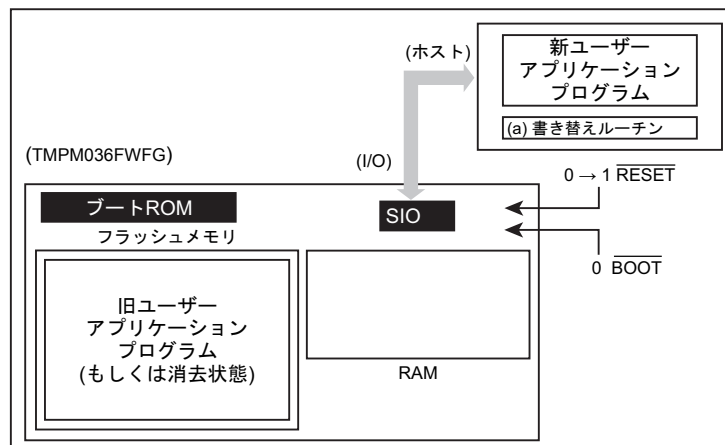 (ホスト)
新ユーザー
アプリケーション
プログラム
(a) 書き替えルーチン
(TMPM036FWFG)
(I/O)
0 → 1 RESET
ブートROM
SIO
フラッシュメモリ
0 BOOT
旧ユーザー
アプリケーション
プログラム
(もしくは消去状態)
RAM